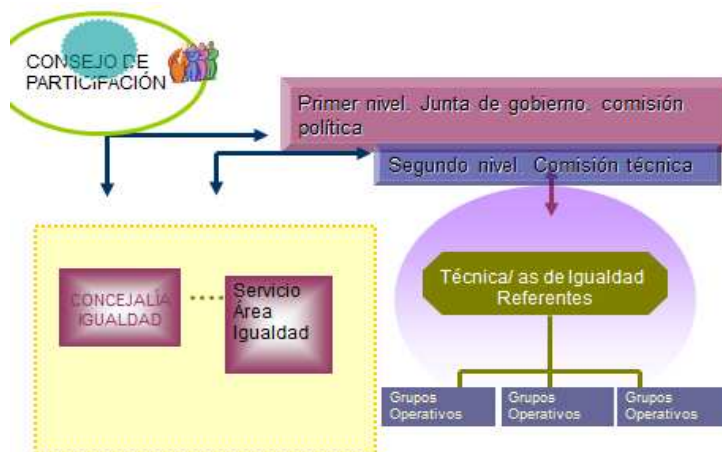 CONSEJO DE
PARTICIPACIÓN
Primer nivel. Junta de gobierno. comisión
política
Segundo nivel. Comisión técnica
CONCEJALÍA
IGUALDAD
Servicio
Área
Igualdad
Técnica/ as de Igualdad
Referentes
Grupos
Operativos
Grupos
Operativos
Grupos
Operativos